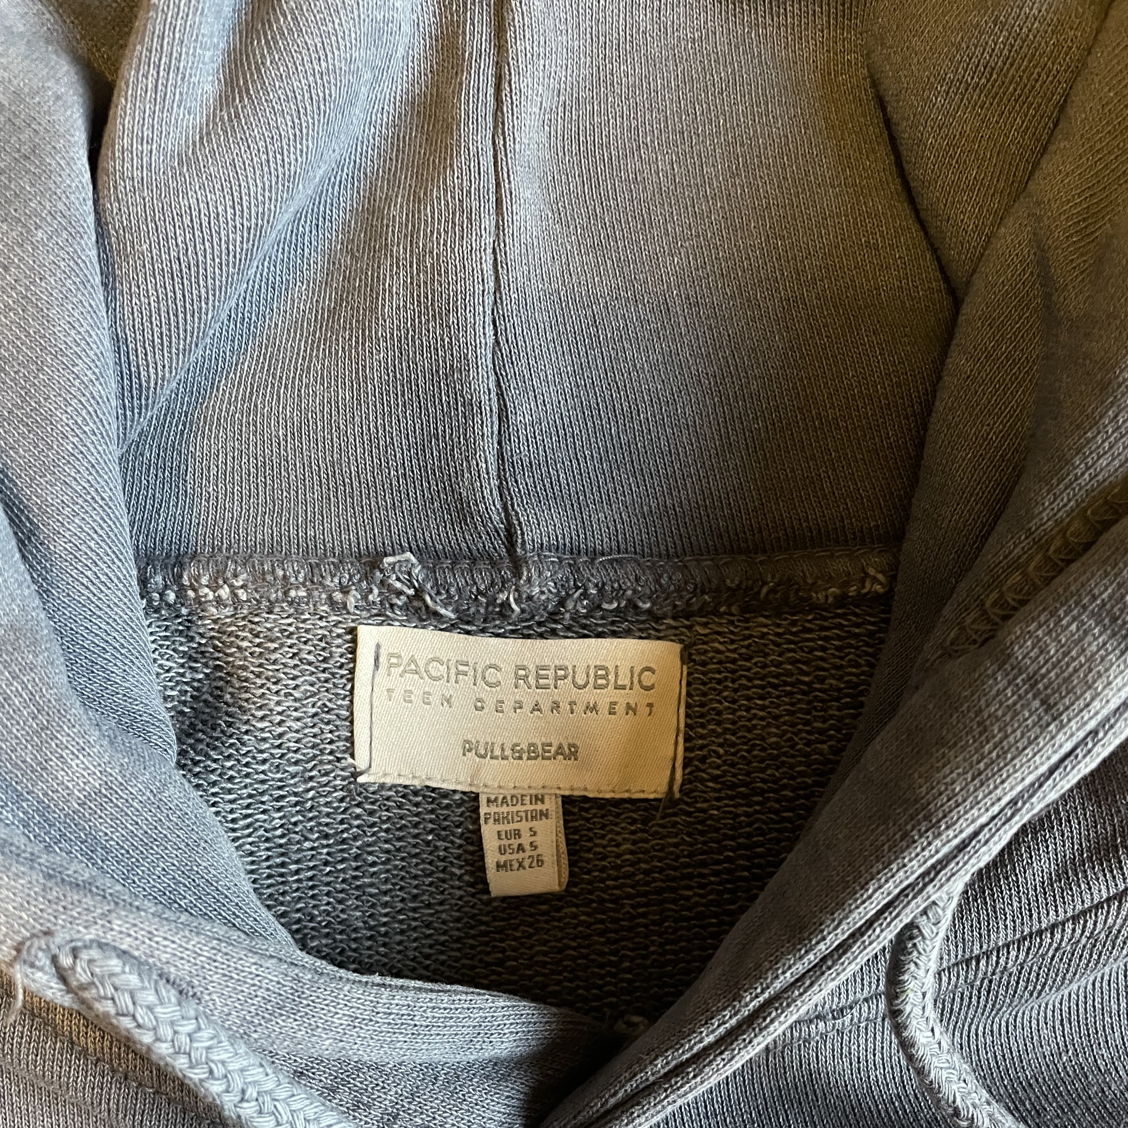 PACIFIC REPUBLIC
TEEN DEPARTMENT
PULL&BEAR
MADE IN
PAKISTAN
EUR S
USA S
MEX 26